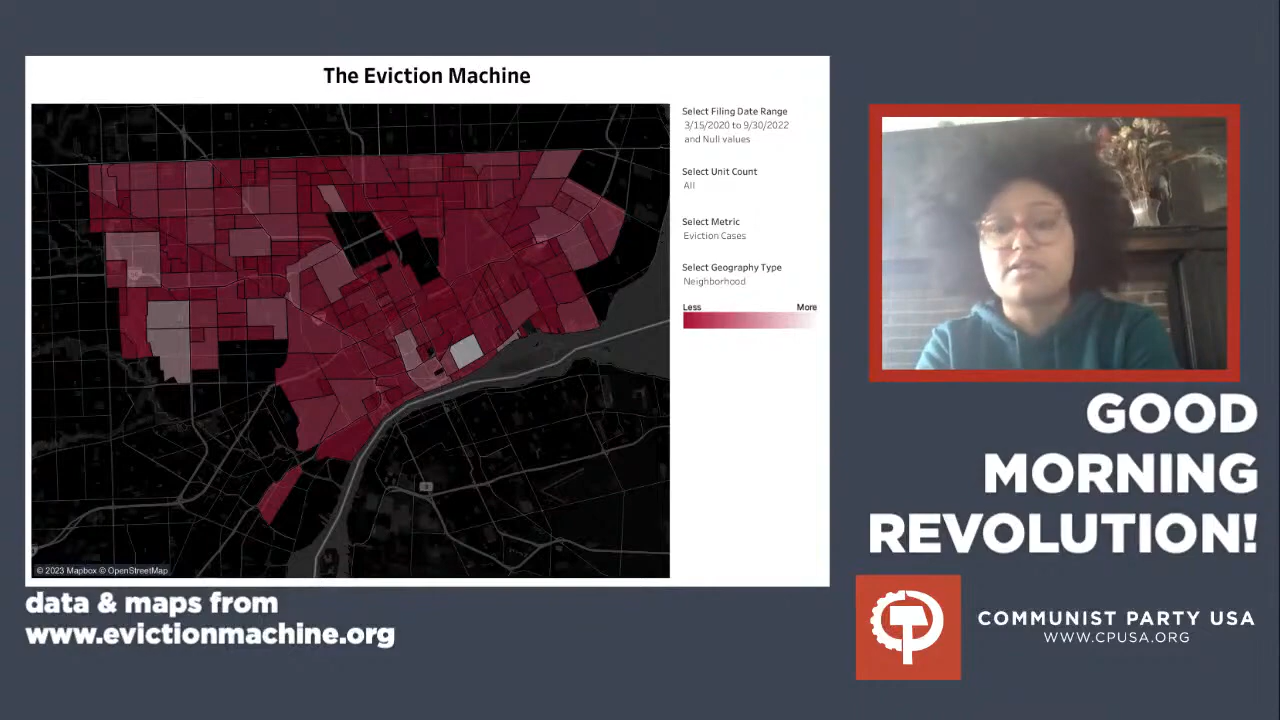 The Eviction Machine
Select Filing Date Range
3/15/2020 to 9/30/2022
and Null values
Select Unit Count
All
Select Metric
Eviction Cases
Select Geography Type
Neighborhood
Less More
© 2023 Mapbox © OpenStreetMap
data & maps from
www.evictionmachine.org
GOOD
MORNING
REVOLUTION!
COMMUNIST PARTY USA
WWW.CPUSA.ORG